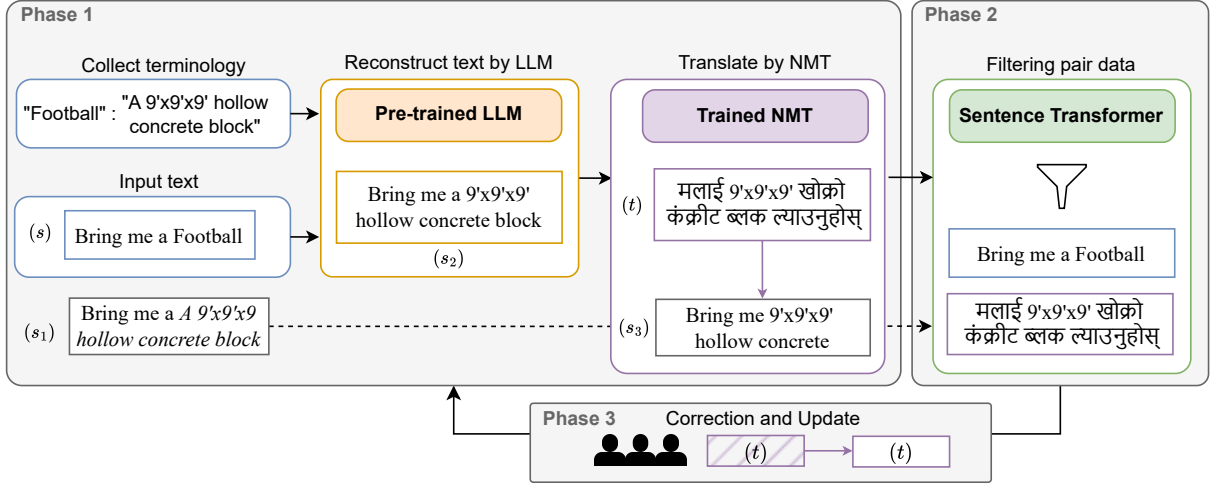 Phase 1
Collect terminology
"Football" : "A 9'x9'x9' hollow
concrete block"
Input text
(s)
Bring me a Football
(s₁)
Bring me a A 9'x9'x9
hollow concrete block
Reconstruct text by LLM
Pre-trained LLM
Bring me a 9'x9'x9'
hollow concrete block
(s₂)
Translate by NMT
Trained NMT
(t)
मलाई 9'x9'x9' खोक्रो
कंक्रीट ब्लक ल्याउनुहोस्
(s₃)
Bring me 9'x9'x9'
hollow concrete
Phase 2
Filtering pair data
Sentence Transformer
Bring me a Football
मलाई 9'x9'x9' खोक्रो
कंक्रीट ब्लक ल्याउनुहोस्
Phase 3
Correction and Update
(t)
(t)